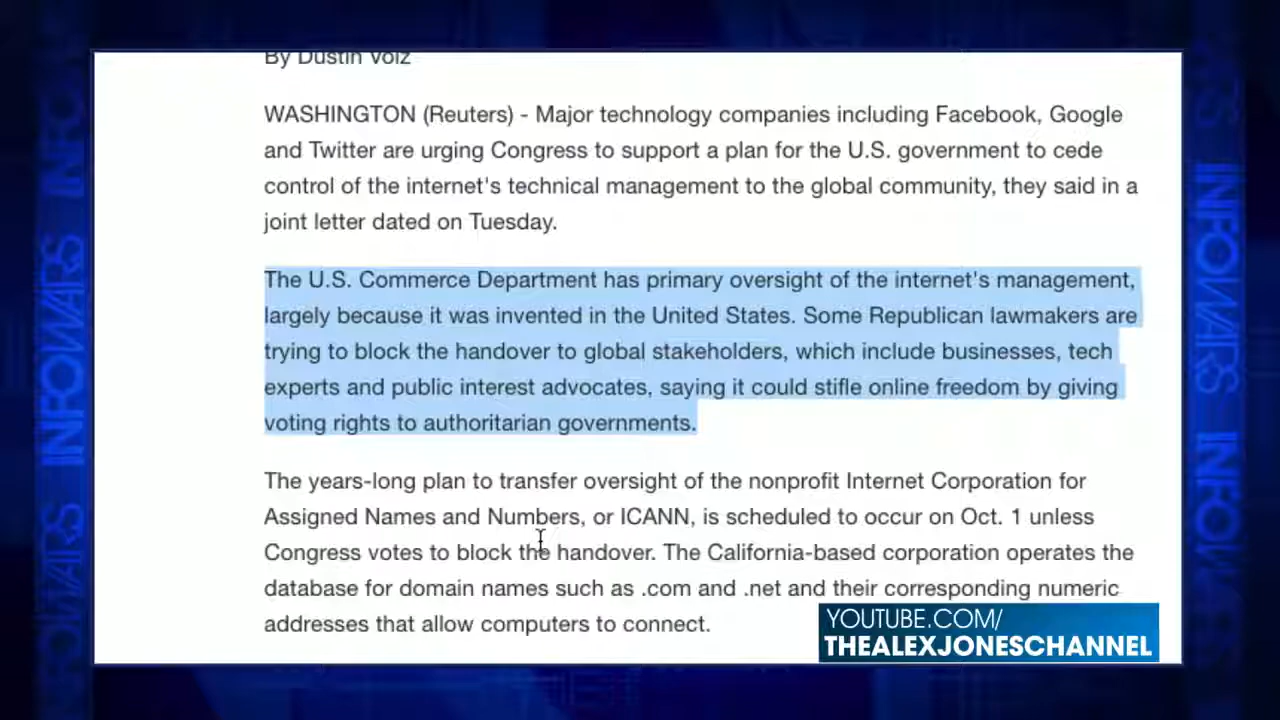 By Dustin Volz
WASHINGTON (Reuters) - Major technology companies including Facebook, Google
and Twitter are urging Congress to support a plan for the U.S. government to cede
control of the internet's technical management to the global community, they said in a
joint letter dated on Tuesday.
The U.S. Commerce Department has primary oversight of the internet's management,
largely because it was invented in the United States. Some Republican lawmakers are
trying to block the handover to global stakeholders, which include businesses, tech
experts and public interest advocates, saying it could stifle online freedom by giving
voting rights to authoritarian governments.
The years-long plan to transfer oversight of the nonprofit Internet Corporation for
Assigned Names and Numbers, or ICANN, is scheduled to occur on Oct. 1 unless
Congress votes to block the handover. The California-based corporation operates the
database for domain names such as .com and .net and their corresponding numeric
addresses that allow computers to connect.
YOUTUBE.COM/
THEALEXJONESCHANNEL
INFOWARS
INFOWARS